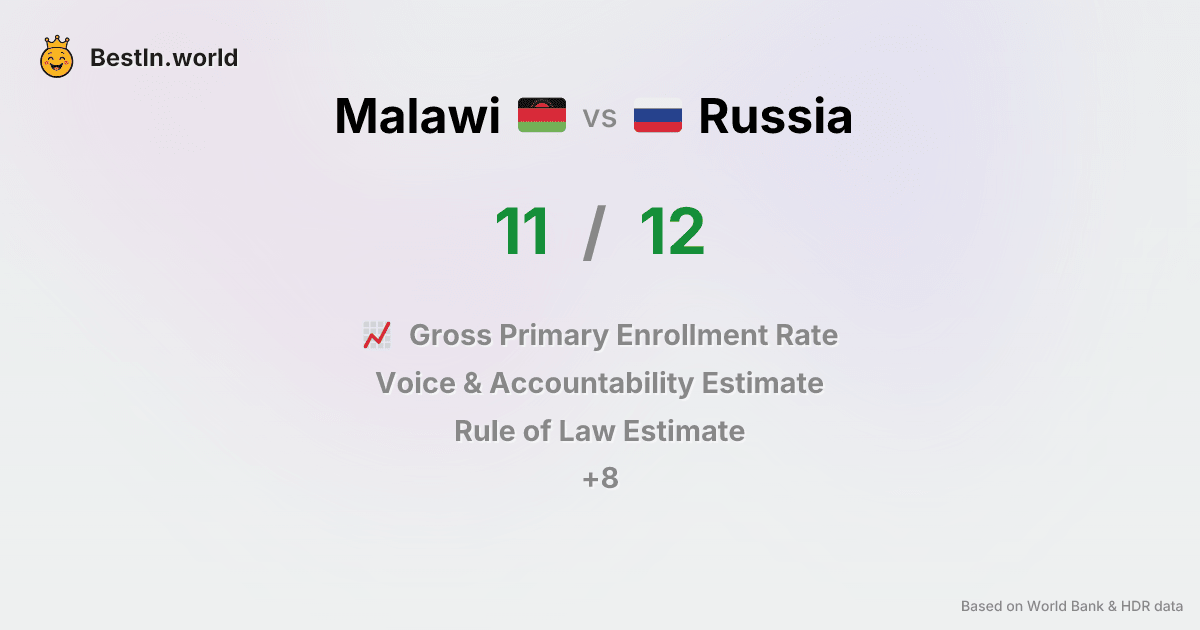 BestIn.world
Malawi vs Russia
11 / 12
Gross Primary Enrollment Rate
Voice & Accountability Estimate
Rule of Law Estimate
+8
Based on World Bank & HDR data